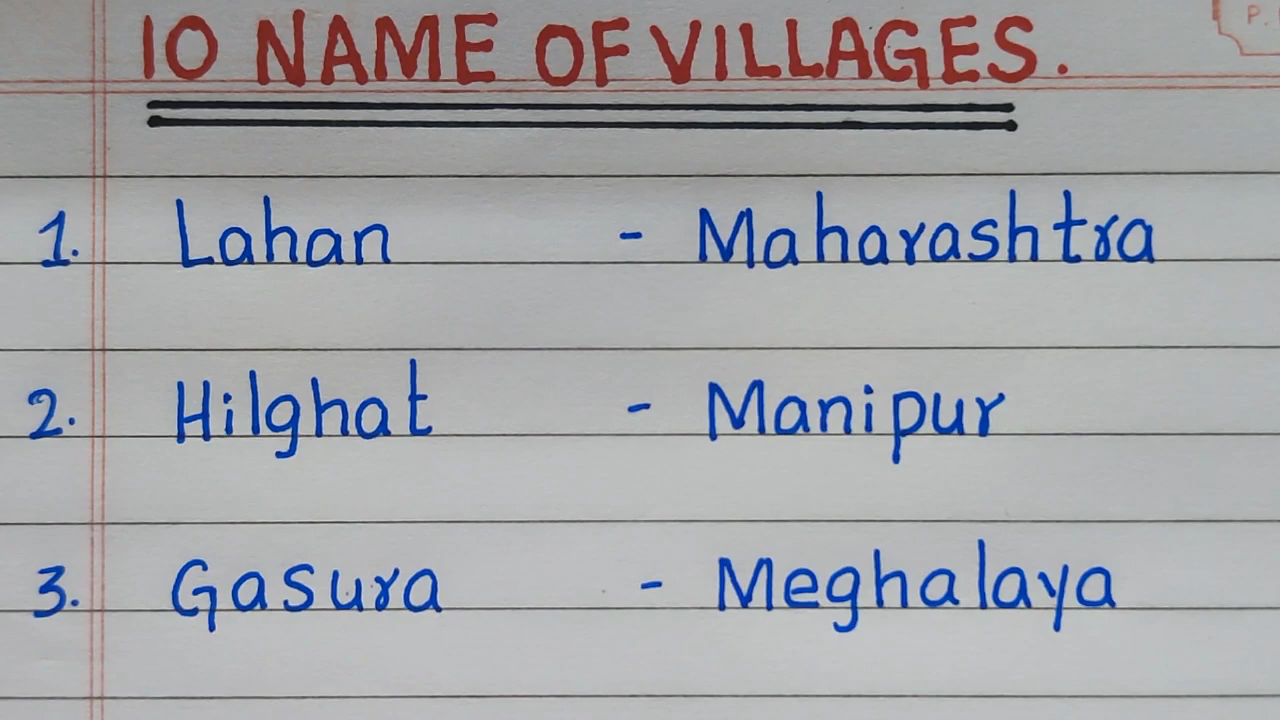 10 NAME OF VILLAGES.
1. Lahan - Maharashtra
2. Hilghat - Manipur
3. Gasura - Meghalaya